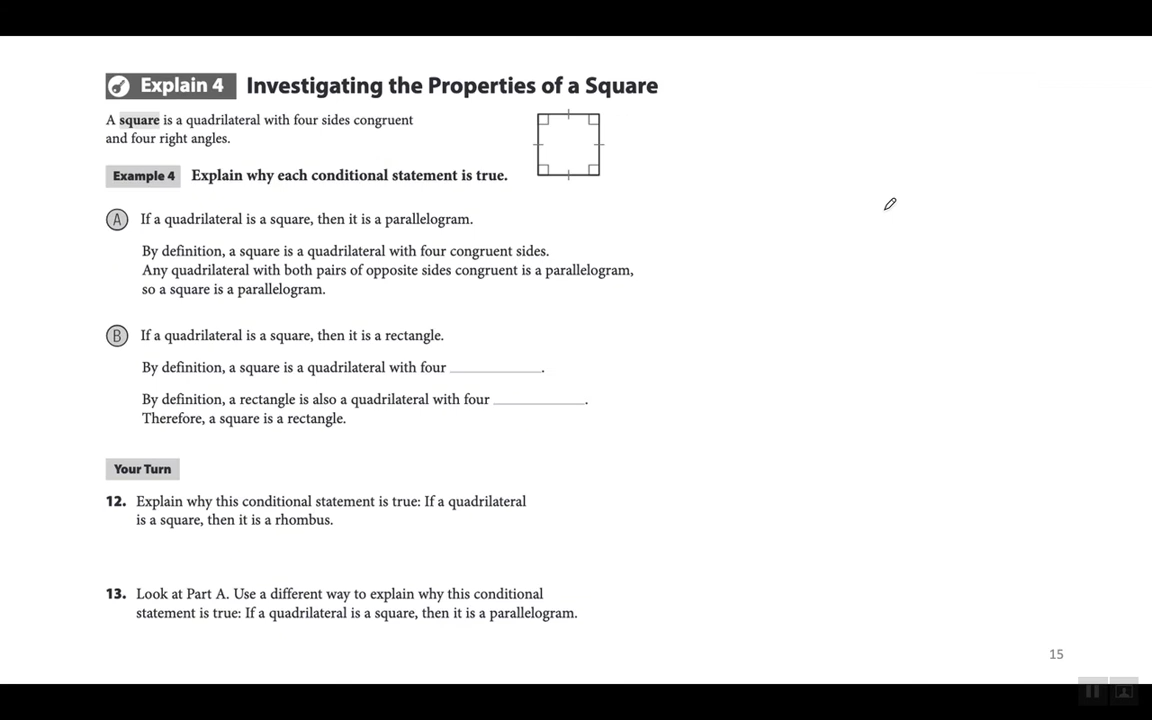 Explain 4 Investigating the Properties of a Square
A square is a quadrilateral with four sides congruent
and four right angles.
Example 4 Explain why each conditional statement is true.
A If a quadrilateral is a square, then it is a parallelogram.
By definition, a square is a quadrilateral with four congruent sides.
Any quadrilateral with both pairs of opposite sides congruent is a parallelogram,
so a square is a parallelogram.
B If a quadrilateral is a square, then it is a rectangle.
By definition, a square is a quadrilateral with four ____________.
By definition, a rectangle is also a quadrilateral with four ____________.
Therefore, a square is a rectangle.
Your Turn
12. Explain why this conditional statement is true: If a quadrilateral
is a square, then it is a rhombus.
13. Look at Part A. Use a different way to explain why this conditional
statement is true: If a quadrilateral is a square, then it is a parallelogram.
15